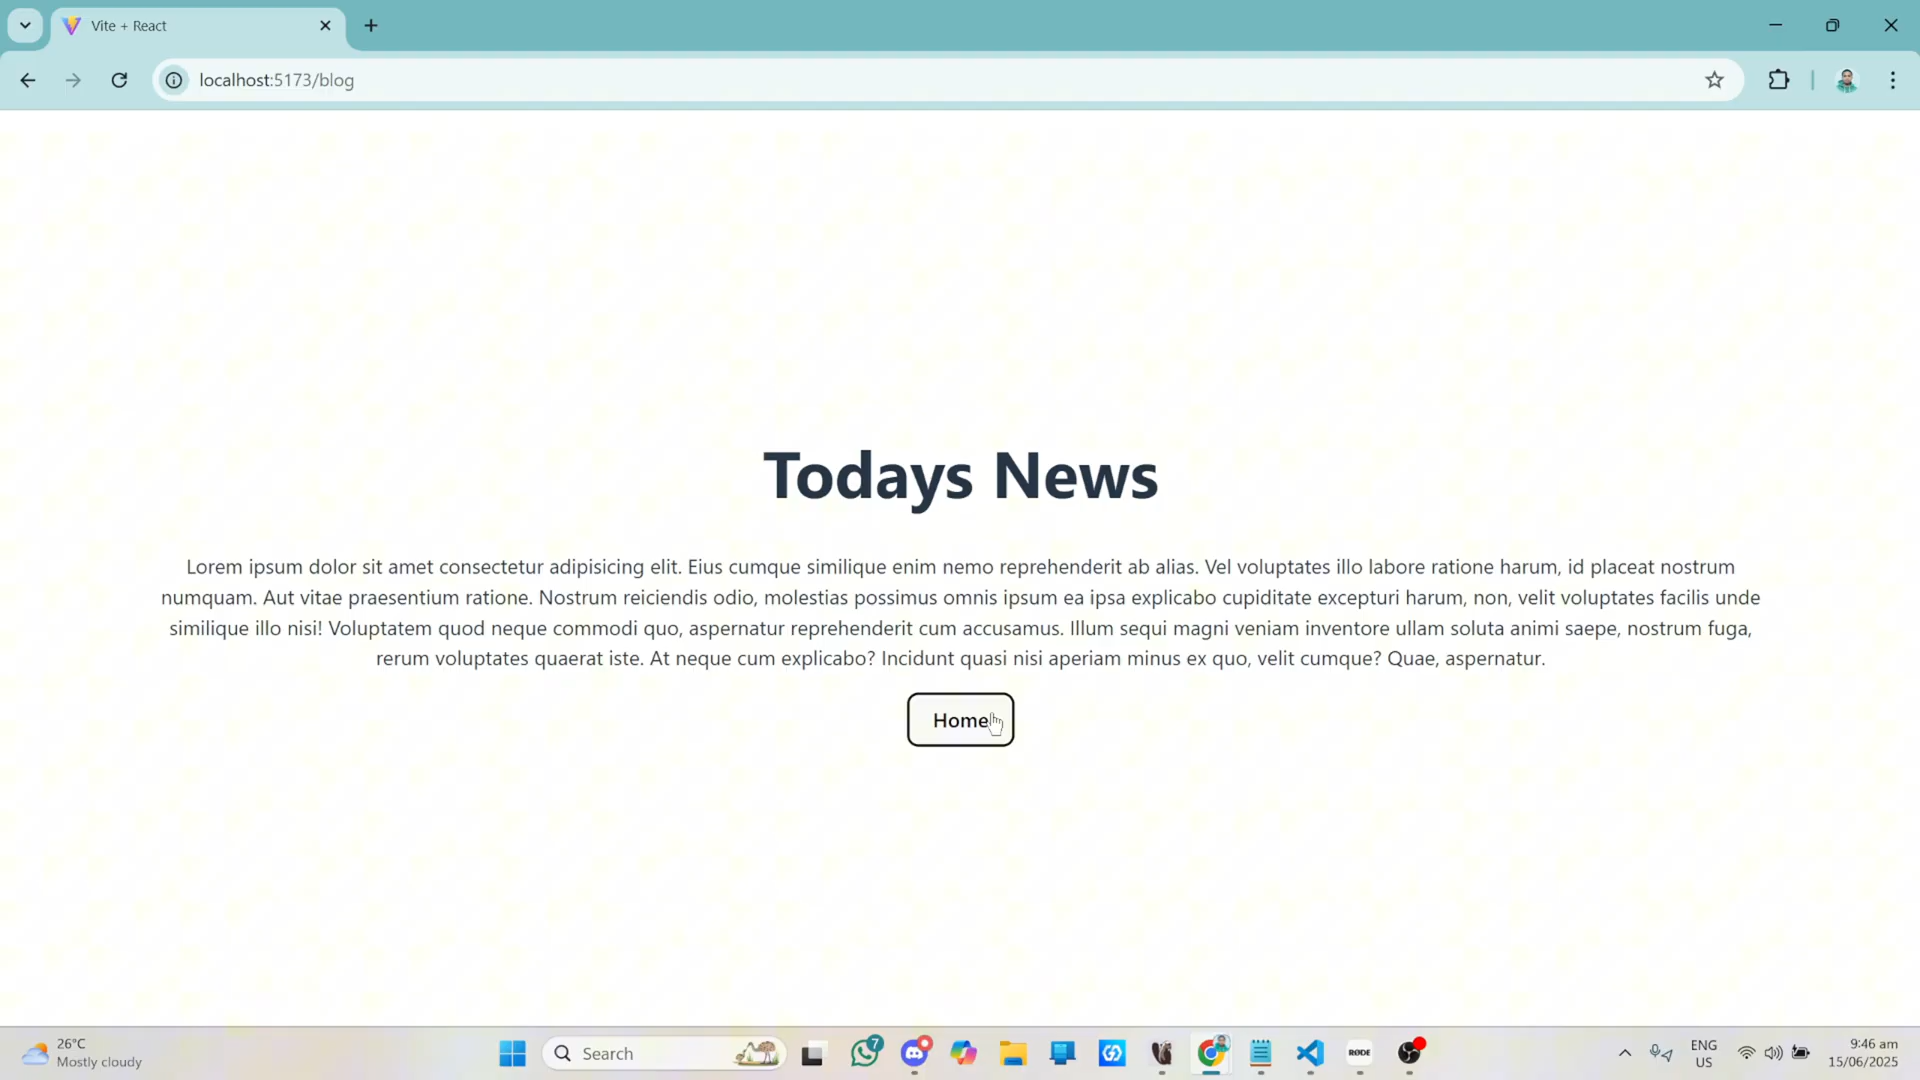 Vite + React
localhost:5173/blog
Todays News
Lorem ipsum dolor sit amet consectetur adipisicing elit. Eius cumque similique enim nemo reprehenderit ab alias. Vel voluptates illo labore ratione harum, id placeat nostrum
numquam. Aut vitae praesentium ratione. Nostrum reiciendis odio, molestias possimus omnis ipsum ea ipsa explicabo cupiditate excepturi harum, non, velit voluptates facilis unde
similique illo nisi! Voluptatem quod neque commodi quo, aspernatur reprehenderit cum accusamus. Illum sequi magni veniam inventore ullam soluta animi saepe, nostrum fuga,
rerum voluptates quaerat iste. At neque cum explicabo? Incidunt quasi nisi aperiam minus ex quo, velit cumque? Quae, aspernatur.
Home
26°C
Mostly cloudy
Search
7
RØDE
ENG
US
9:46 am
15/06/2025